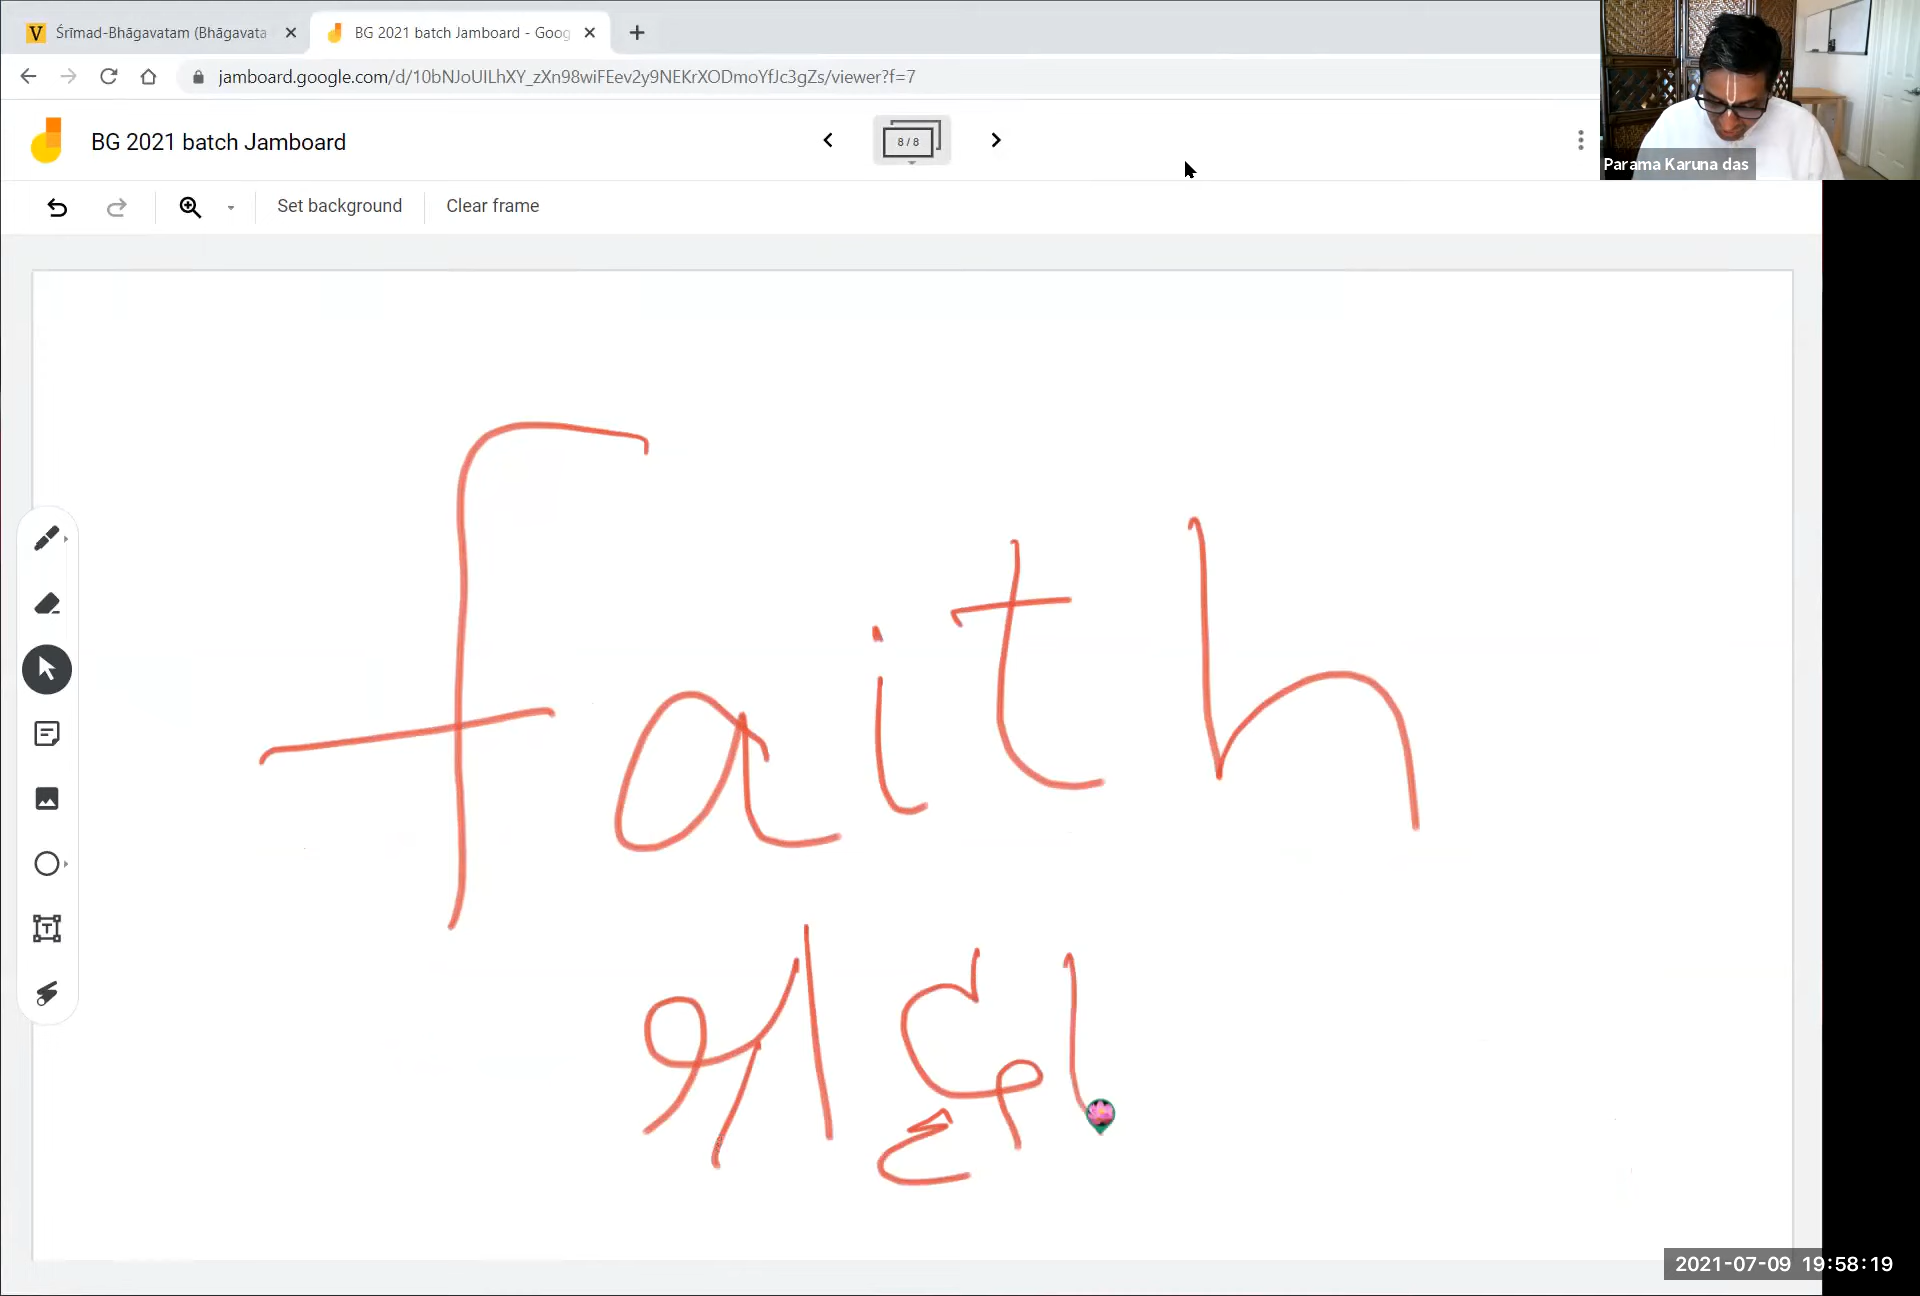 Śrīmad-Bhāgavatam (Bhāgavata
BG 2021 batch Jamboard - Goog
jamboard.google.com/d/10bNJoUILhXY_zXn98wiFEev2y9NEKrXODmoYfJc3gZs/viewer?f=7
BG 2021 batch Jamboard
8 / 8
Parama Karuna das
Set background
Clear frame
faith
2021-07-09 19:58:19